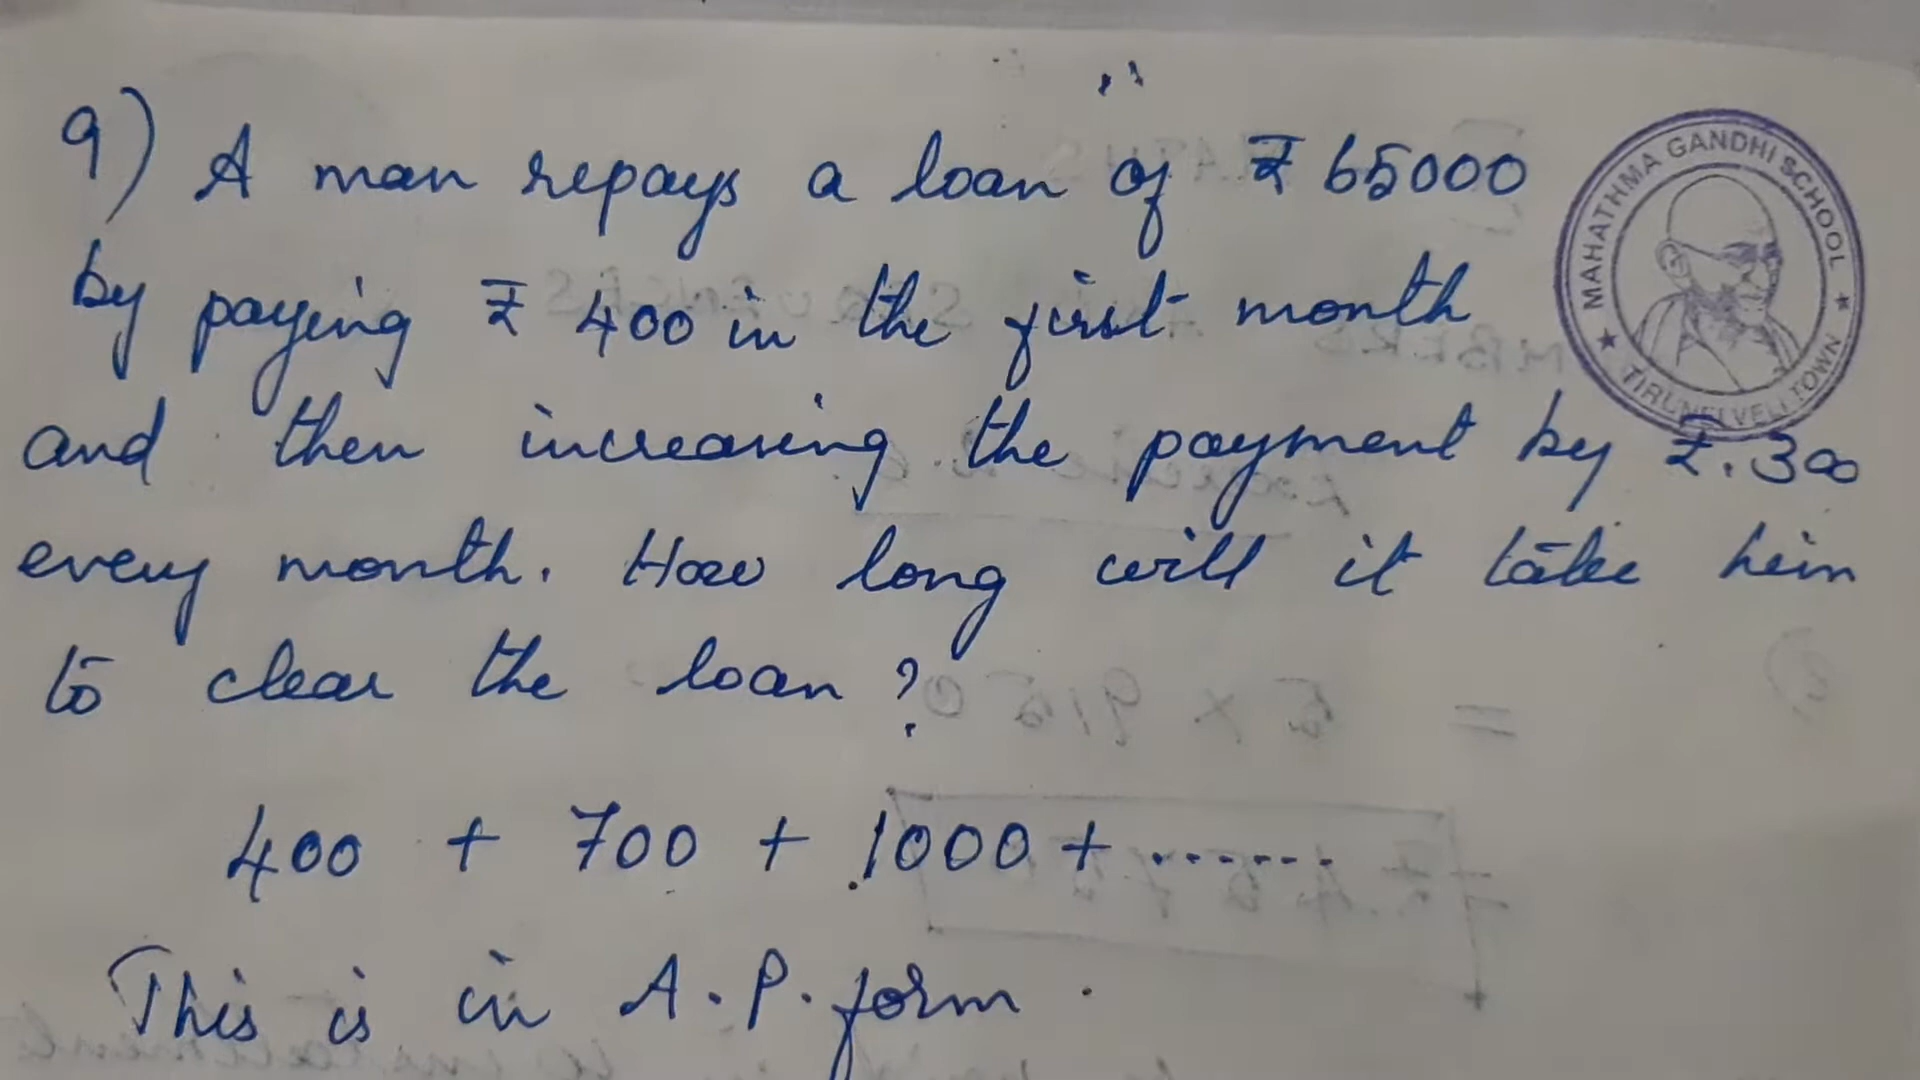 9) A man repays a loan of ₹ 65000
by paying ₹ 400 in the first month
and then increasing the payment by ₹. 300
every month. How long will it take him
to clear the loan ?
400 + 700 + 1000 + ......
This is in A.P. form.
MAHATHMA GANDHI SCHOOL
★ TIRUNELVELI TOWN ★
= 5 × 9150